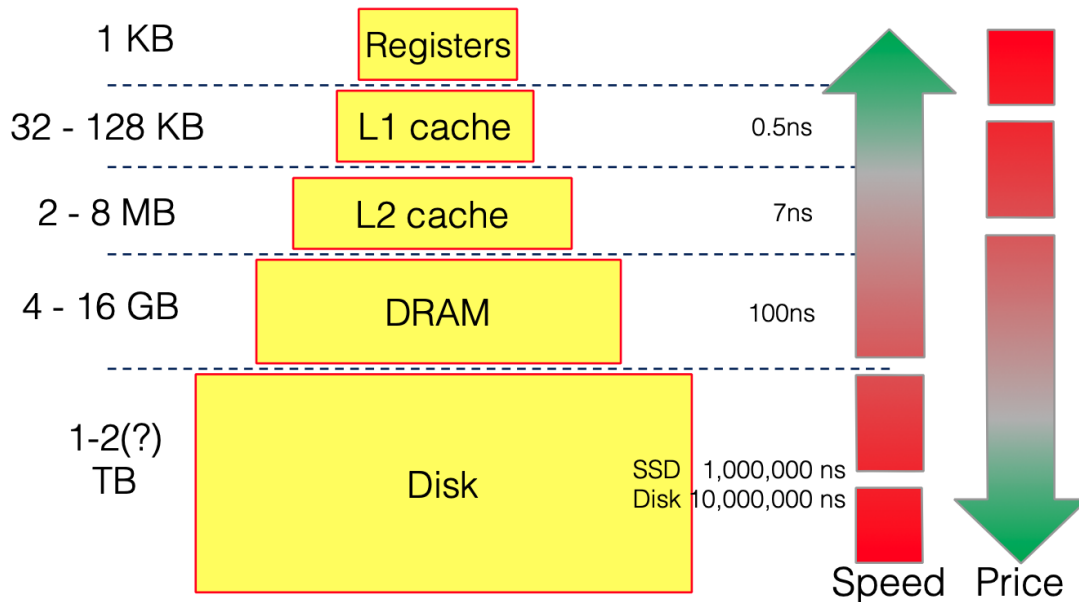 1 KB
Registers
32 - 128 KB
L1 cache
0.5ns
2 - 8 MB
L2 cache
7ns
4 - 16 GB
DRAM
100ns
1-2(?)
TB
Disk
SSD 1,000,000 ns
Disk 10,000,000 ns
Speed
Price